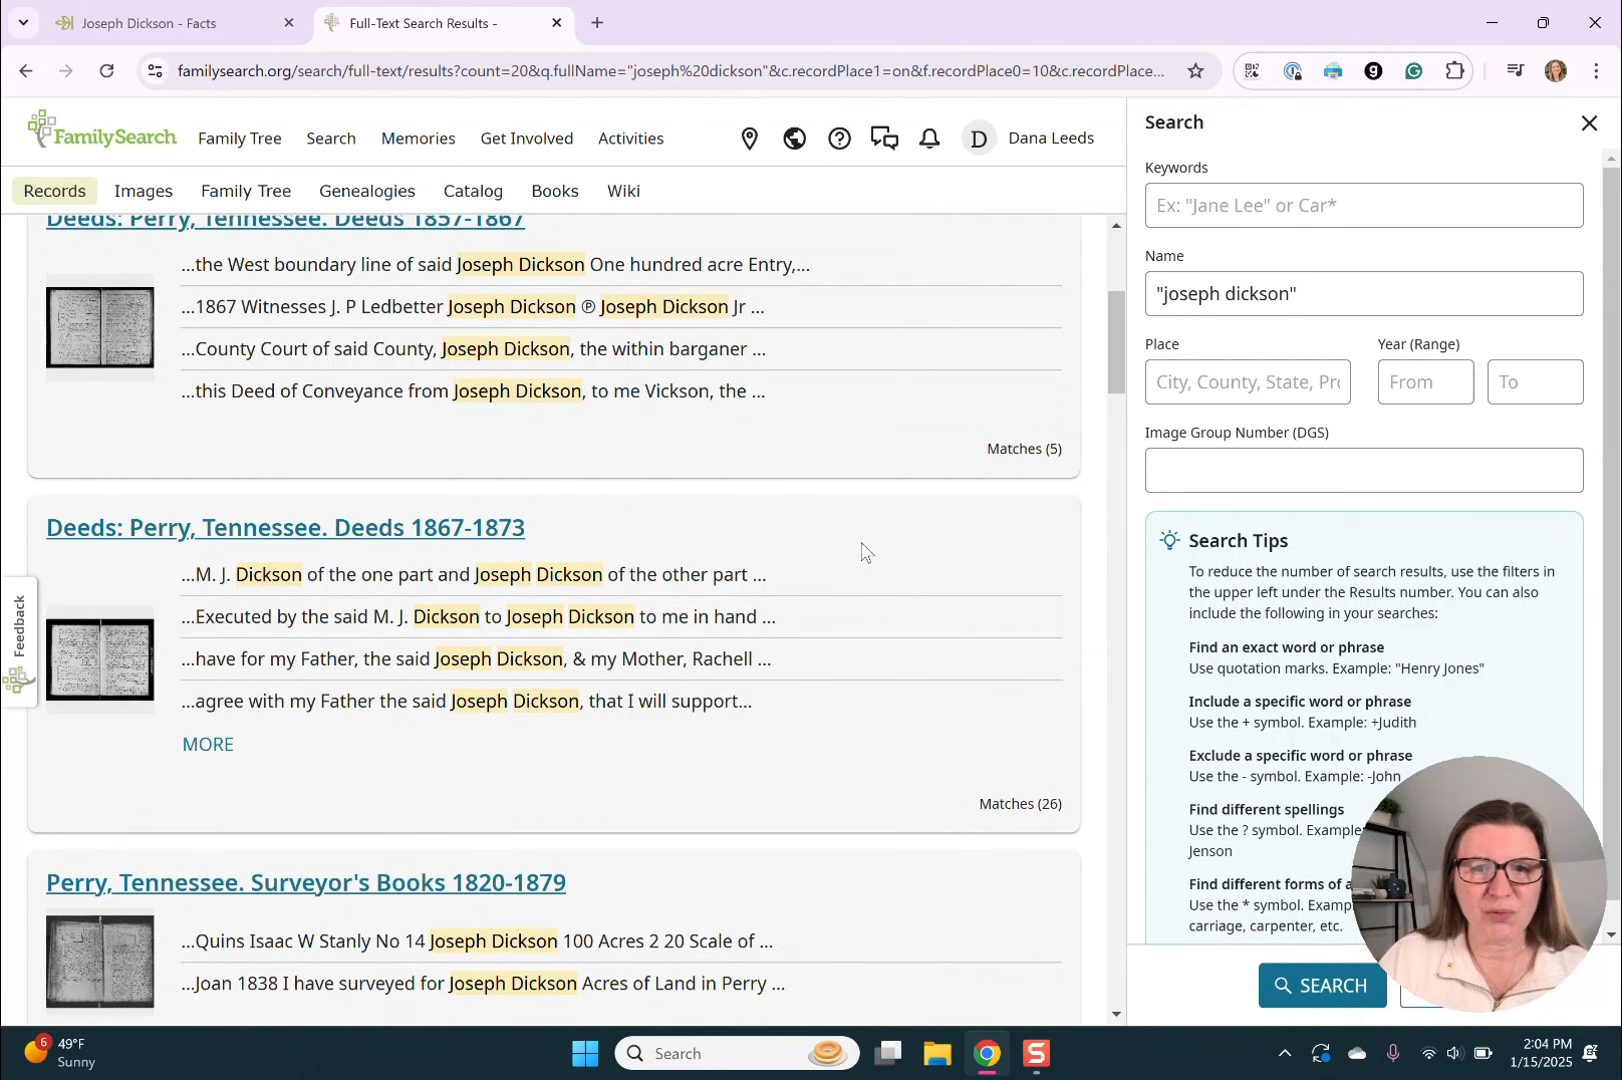 Joseph Dickson - Facts
Full-Text Search Results -
familysearch.org/search/full-text/results?count=20&q.fullName="joseph%20dickson"&c.recordPlace1=on&f.recordPlace0=10&c.recordPlace...
FamilySearch
Family Tree
Search
Memories
Get Involved
Activities
D
Dana Leeds
Records
Images
Family Tree
Genealogies
Catalog
Books
Wiki
Deeds: Perry, Tennessee. Deeds 1857-1867
...the West boundary line of said Joseph Dickson One hundred acre Entry,...
...1867 Witnesses J. P Ledbetter Joseph Dickson ® Joseph Dickson Jr ...
...County Court of said County, Joseph Dickson, the within barganer ...
...this Deed of Conveyance from Joseph Dickson, to me Vickson, the ...
Matches (5)
Deeds: Perry, Tennessee. Deeds 1867-1873
...M. J. Dickson of the one part and Joseph Dickson of the other part ...
...Executed by the said M. J. Dickson to Joseph Dickson to me in hand ...
...have for my Father, the said Joseph Dickson, & my Mother, Rachell ...
...agree with my Father the said Joseph Dickson, that I will support...
MORE
Matches (26)
Perry, Tennessee. Surveyor's Books 1820-1879
...Quins Isaac W Stanly No 14 Joseph Dickson 100 Acres 2 20 Scale of ...
...Joan 1838 I have surveyed for Joseph Dickson Acres of Land in Perry ...
Feedback
Search
Keywords
Ex: "Jane Lee" or Car*
Name
"joseph dickson"
Place
Year (Range)
City, County, State, Pr
From
To
Image Group Number (DGS)
Search Tips
To reduce the number of search results, use the filters in
the upper left under the Results number. You can also
include the following in your searches:
Find an exact word or phrase
Use quotation marks. Example: "Henry Jones"
Include a specific word or phrase
Use the + symbol. Example: +Judith
Exclude a specific word or phrase
Use the - symbol. Example: -John
Find different spellings
Use the ? symbol. Example
Jenson
Find different forms of a
Use the * symbol. Examp
carriage, carpenter, etc.
SEARCH
6
49°F
Sunny
Search
S
2:04 PM
1/15/2025